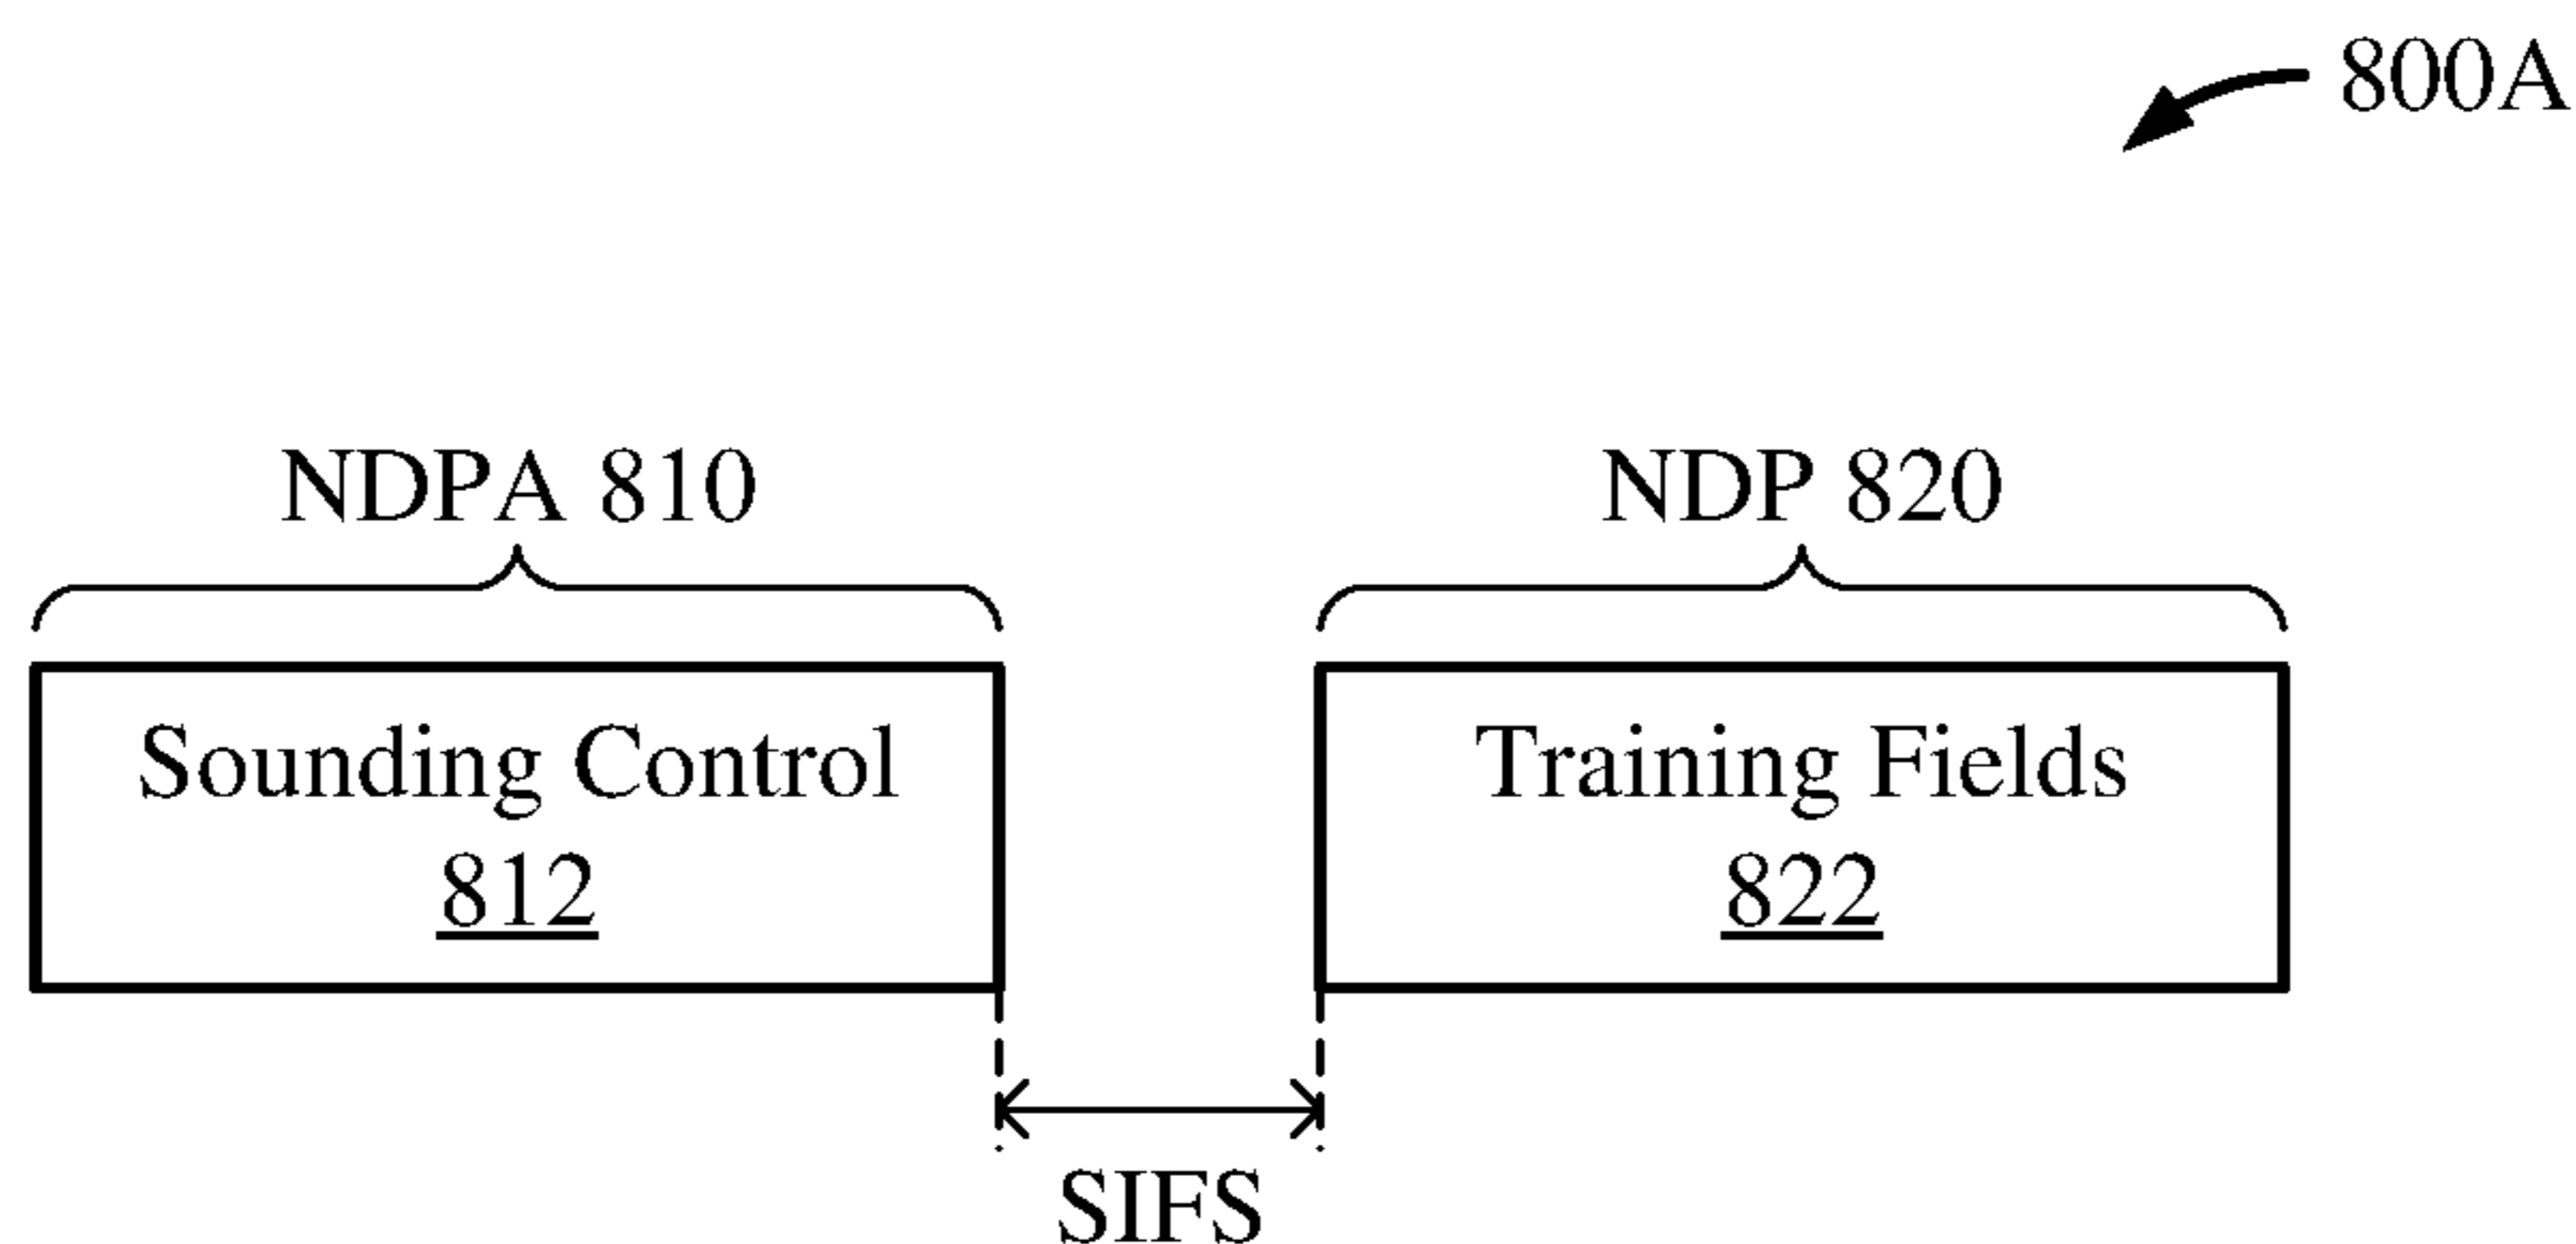 800A
NDPA 810
NDP 820
Sounding Control
812
Training Fields
822
SIFS